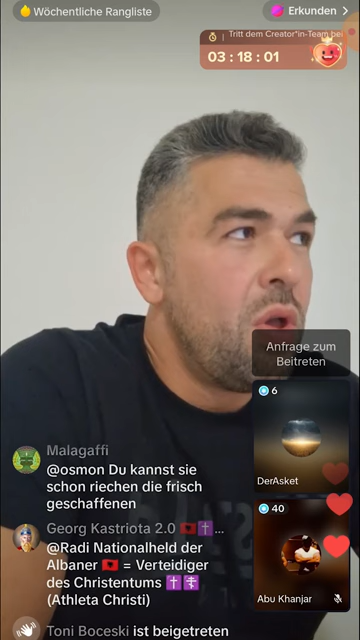 Wöchentliche Rangliste
Erkunden >
Tritt dem Creator*in-Team bei
03 : 18 : 01
Anfrage zum
Beitreten
6
DerAsket
40
Abu Khanjar
Malagaffi
@osmon Du kannst sie
schon riechen die frisch
geschaffenen
Georg Kastriota 2.0 🇦🇱✝️...
@Radi Nationalheld der
Albaner 🇦🇱 = Verteidiger
des Christentums ✝️☦️
(Athleta Christi)
Toni Boceski ist beigetreten